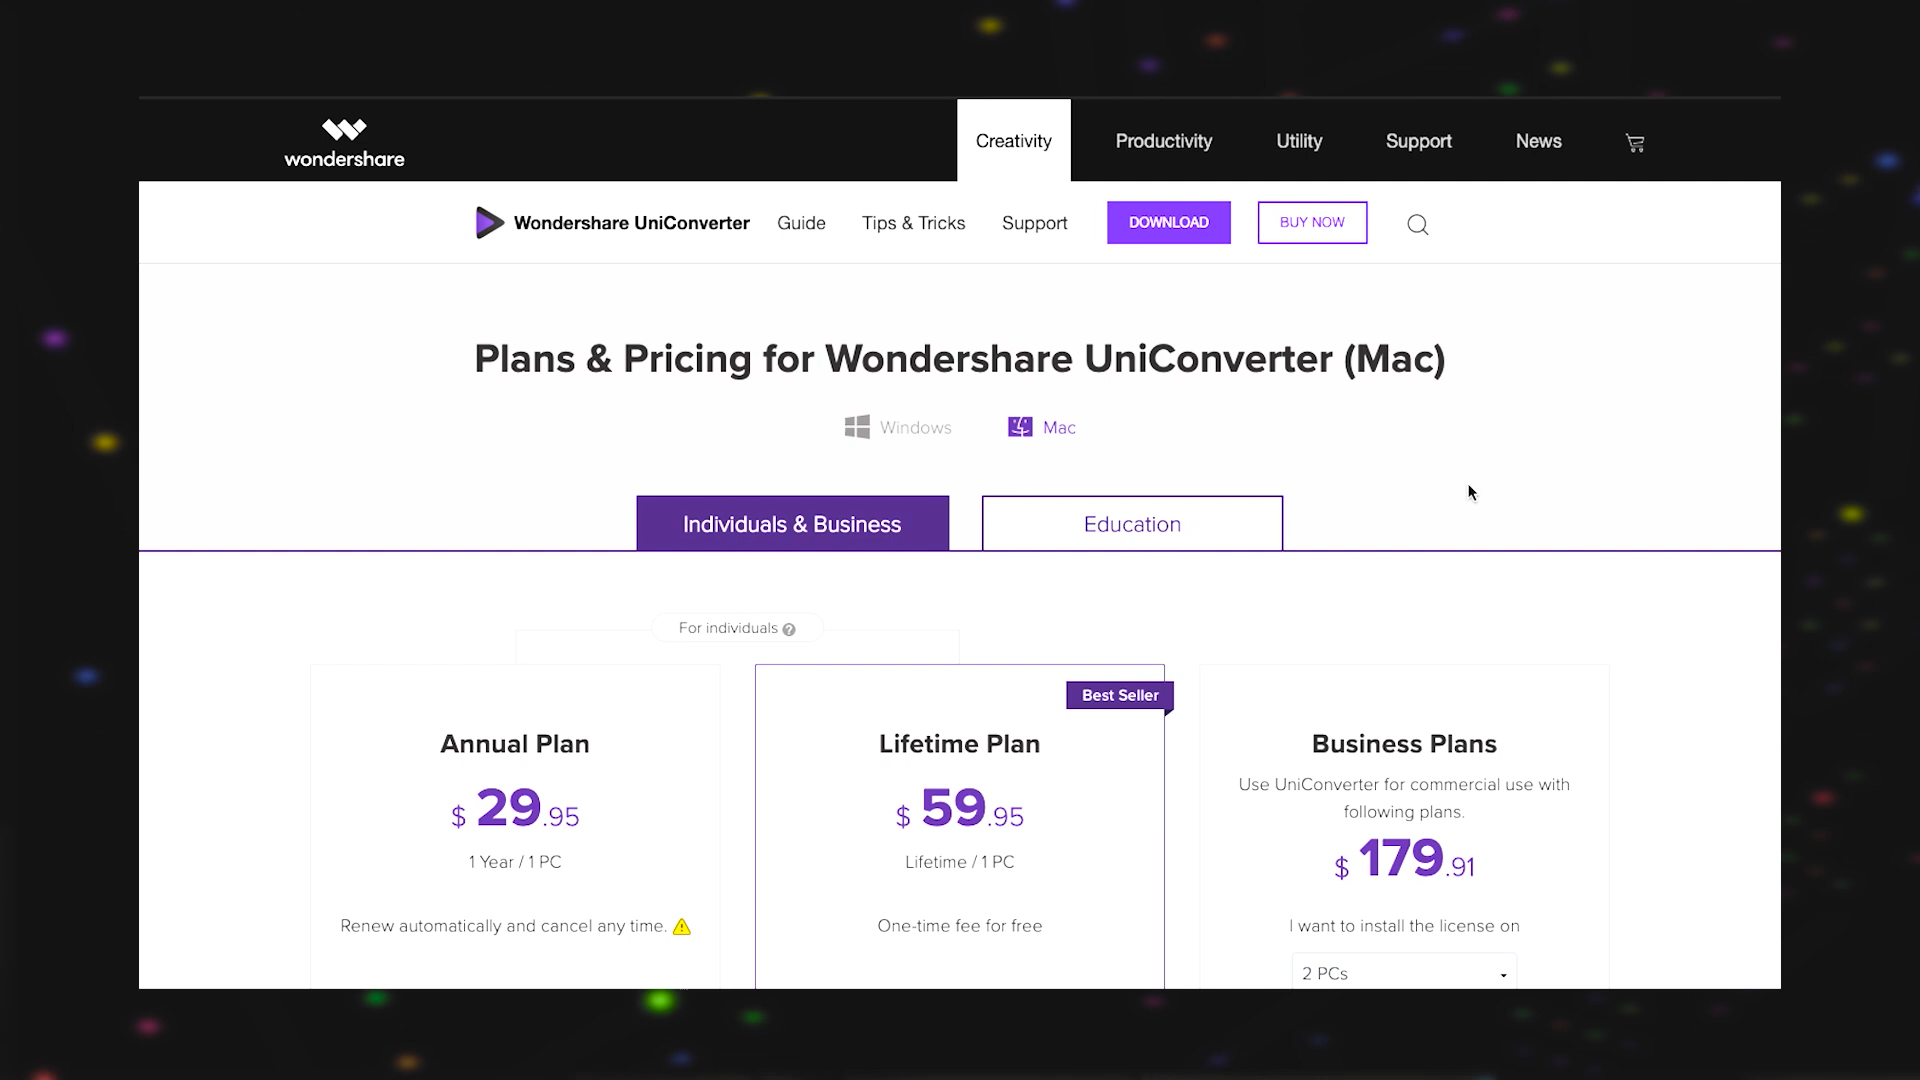 wondershare
Creativity
Productivity
Utility
Support
News
Wondershare UniConverter
Guide
Tips & Tricks
Support
DOWNLOAD
BUY NOW
Plans & Pricing for Wondershare UniConverter (Mac)
Windows
Mac
Individuals & Business
Education
For individuals ?
Annual Plan
$ 29.95
1 Year / 1 PC
Renew automatically and cancel any time.
Best Seller
Lifetime Plan
$ 59.95
Lifetime / 1 PC
One-time fee for free
Business Plans
Use UniConverter for commercial use with
following plans.
$ 179.91
I want to install the license on
2 PCs